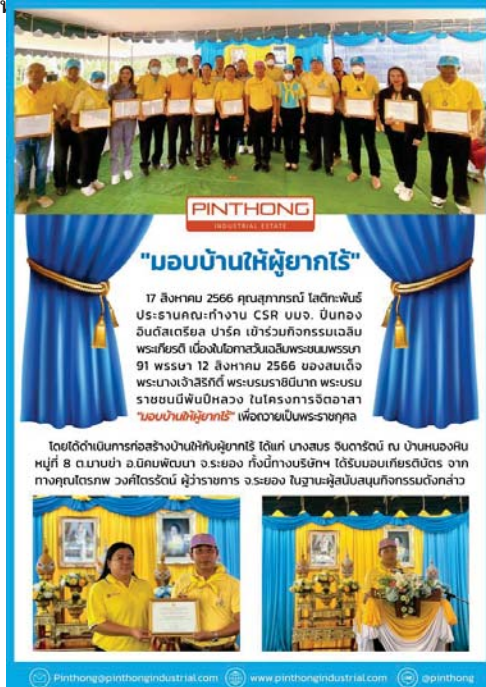 PINTHONG
INDUSTRIAL ESTATE
"มอบบ้านให้ผู้ยากไร้"
17 สิงหาคม 2566 คุณสุภาภรณ์ โสติกะพันธ์
ประธานคณะทำงาน CSR บมจ. ปิ่นทอง
อินดัสเตรียล ปาร์ค เข้าร่วมกิจกรรมเฉลิม
พระเกียรติ เนื่องในโอกาสวันเฉลิมพระชนมพรรษา
91 พรรษา 12 สิงหาคม 2566 ของสมเด็จ
พระนางเจ้าสิริกิติ์ พระบรมราชินีนาถ พระบรม
ราชชนนีพันปีหลวง ในโครงการจิตอาสา
"มอบบ้านให้ผู้ยากไร้" เพื่อถวายเป็นพระราชกุศล
โดยได้ดำเนินการก่อสร้างบ้านให้กับผู้ยากไร้ ได้แก่ นางสมร จินดารัตน์ ณ บ้านหนองหิน
หมู่ที่ 8 ต.มาบข่า อ.นิคมพัฒนา จ.ระยอง ทั้งนี้ทางบริษัทฯ ได้รับมอบเกียรติบัตร จาก
ทางคุณไตรภพ วงศ์ไตรรัตน์ ผู้ว่าราชการ จ.ระยอง ในฐานะผู้สนับสนุนกิจกรรมดังกล่าว
Pinthong@pinthongindustrial.com www.pinthongindustrial.com @pinthong